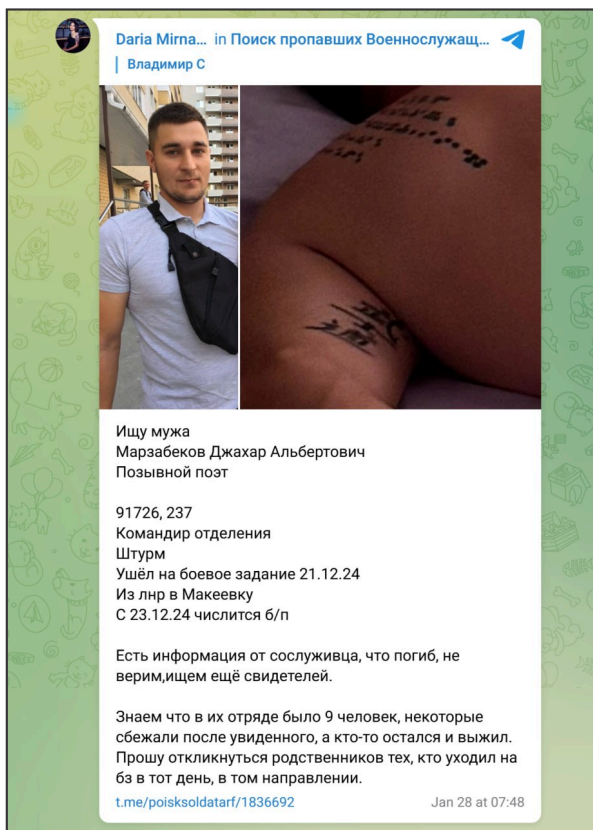 Daria Mirna... in Поиск пропавших Военнослужащ...
Владимир С
Ищу мужа
Марзабеков Джахар Альбертович
Позывной поэт
91726, 237
Командир отделения
Штурм
Ушёл на боевое задание 21.12.24
Из лнр в Макеевку
С 23.12.24 числится б/п
Есть информация от сослуживца, что погиб, не
верим,ищем ещё свидетелей.
Знаем что в их отряде было 9 человек, некоторые
сбежали после увиденного, а кто-то остался и выжил.
Прошу откликнуться родственников тех, кто уходил на
бз в тот день, в том направлении.
t.me/poisksoldatarf/1836692
Jan 28 at 07:48